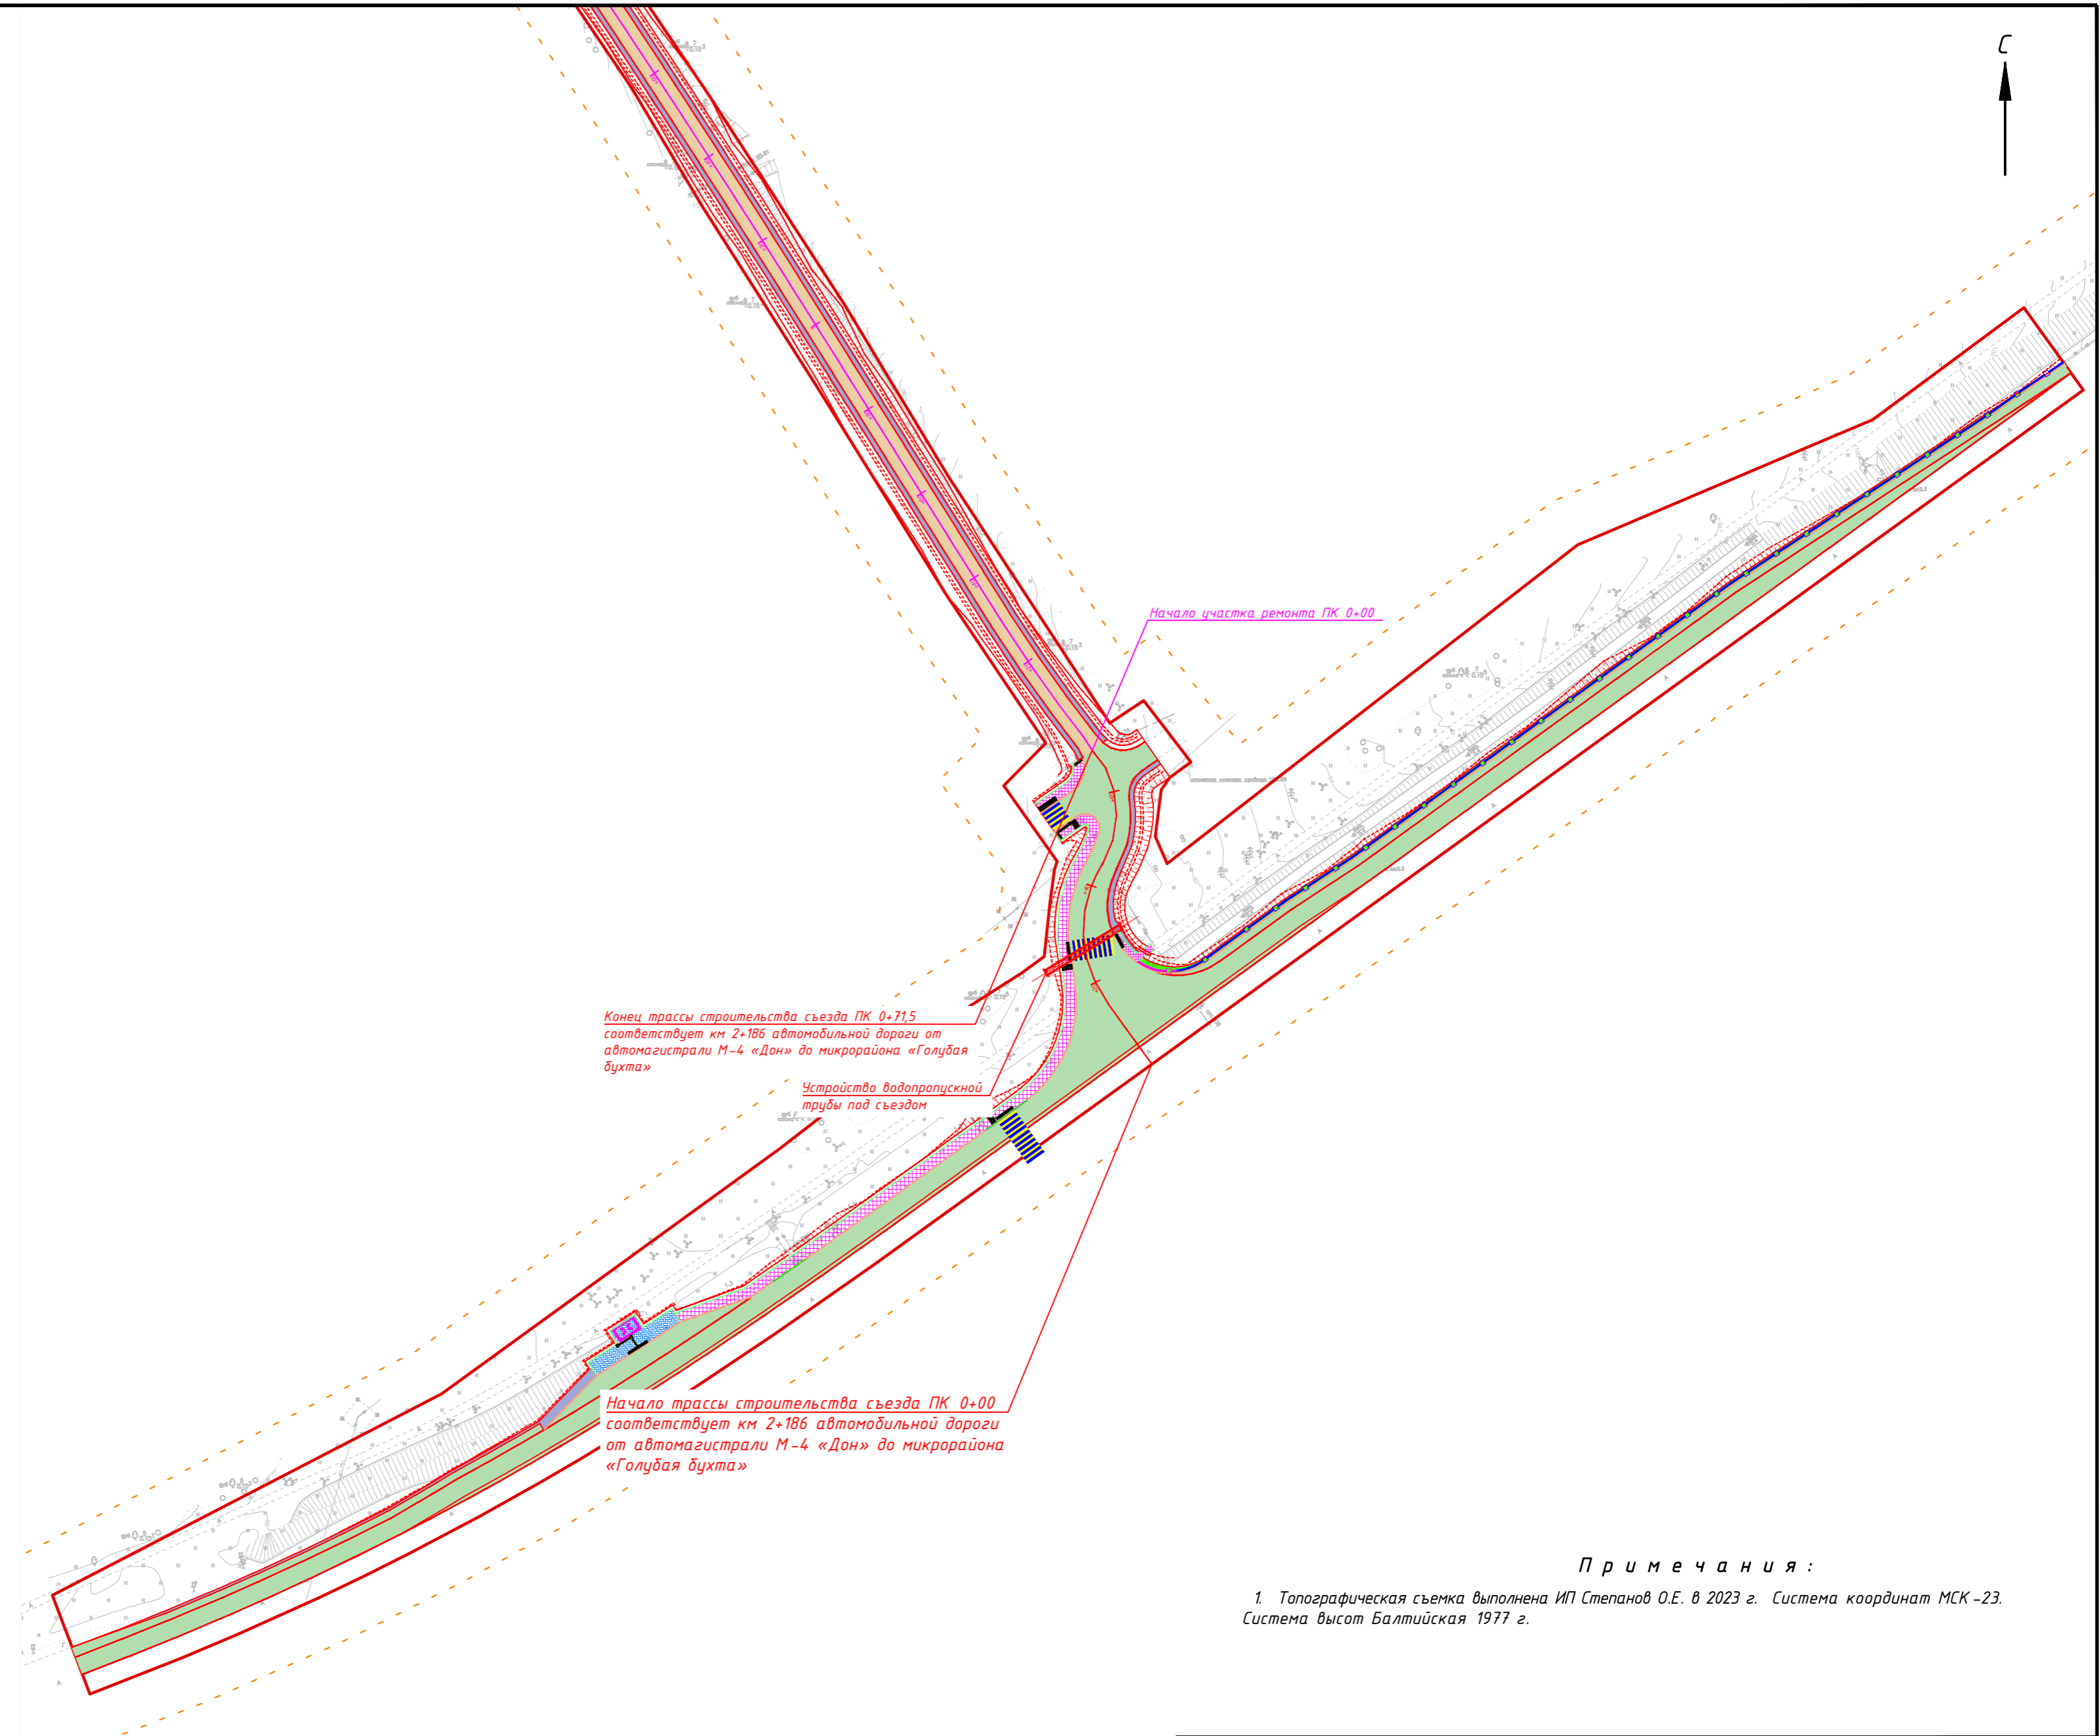 С
Начало участка ремонта ПК 0+00
Конец трассы строительства съезда ПК 0+71,5
соответствует км 2+186 автомобильной дороги от
автомагистрали М-4 «Дон» до микрорайона «Голубая
бухта»
Устройство водопропускной
трубы под съездом
Начало трассы строительства съезда ПК 0+00
соответствует км 2+186 автомобильной дороги
от автомагистрали М-4 «Дон» до микрорайона
«Голубая бухта»
Примечания:
1. Топографическая съемка выполнена ИП Степанов О.Е. в 2023 г. Система координат МСК-23.
Система высот Балтийская 1977 г.